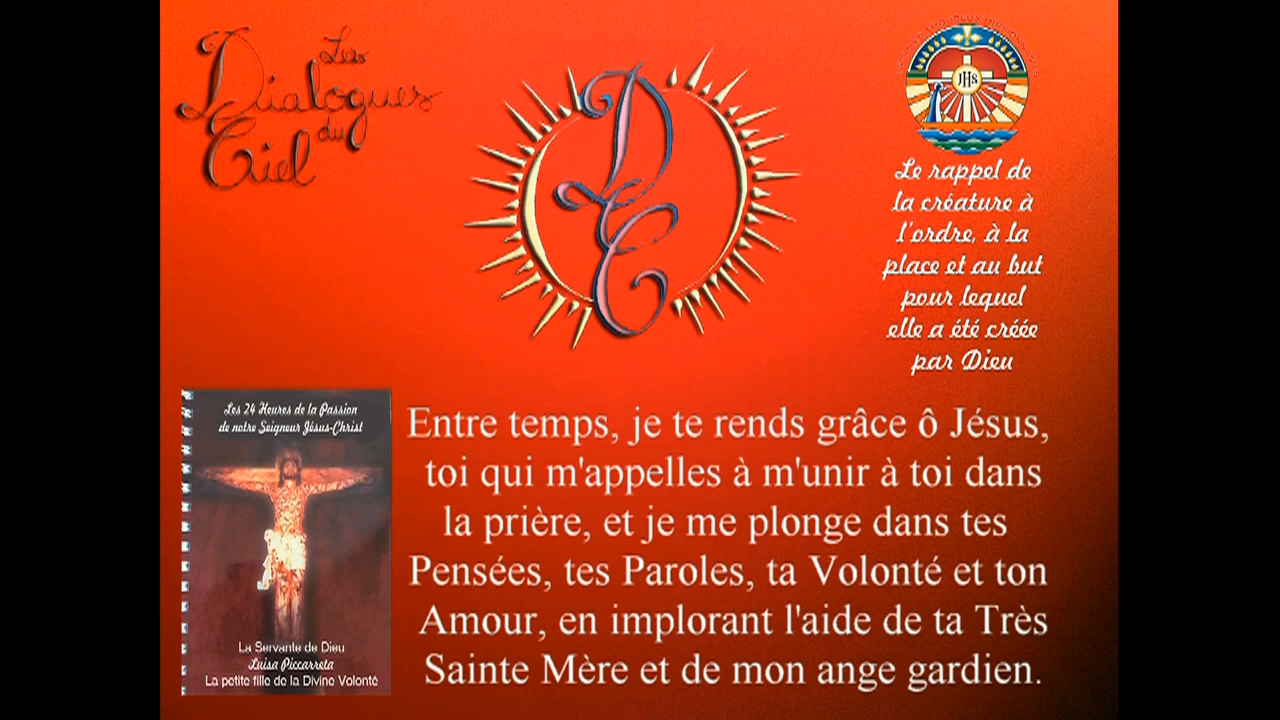 Les
Dialogues
du
Ciel
D
C
JHS
Le rappel de
la créature à
l'ordre, à la
place et au but
pour lequel
elle a été créée
par Dieu
Les 24 Heures de la Passion
de notre Seigneur Jésus-Christ
La Servante de Dieu
Luisa Piccarreta
La petite fille de la Divine Volonté
Entre temps, je te rends grâce ô Jésus,
toi qui m'appelles à m'unir à toi dans
la prière, et je me plonge dans tes
Pensées, tes Paroles, ta Volonté et ton
Amour, en implorant l'aide de ta Très
Sainte Mère et de mon ange gardien.